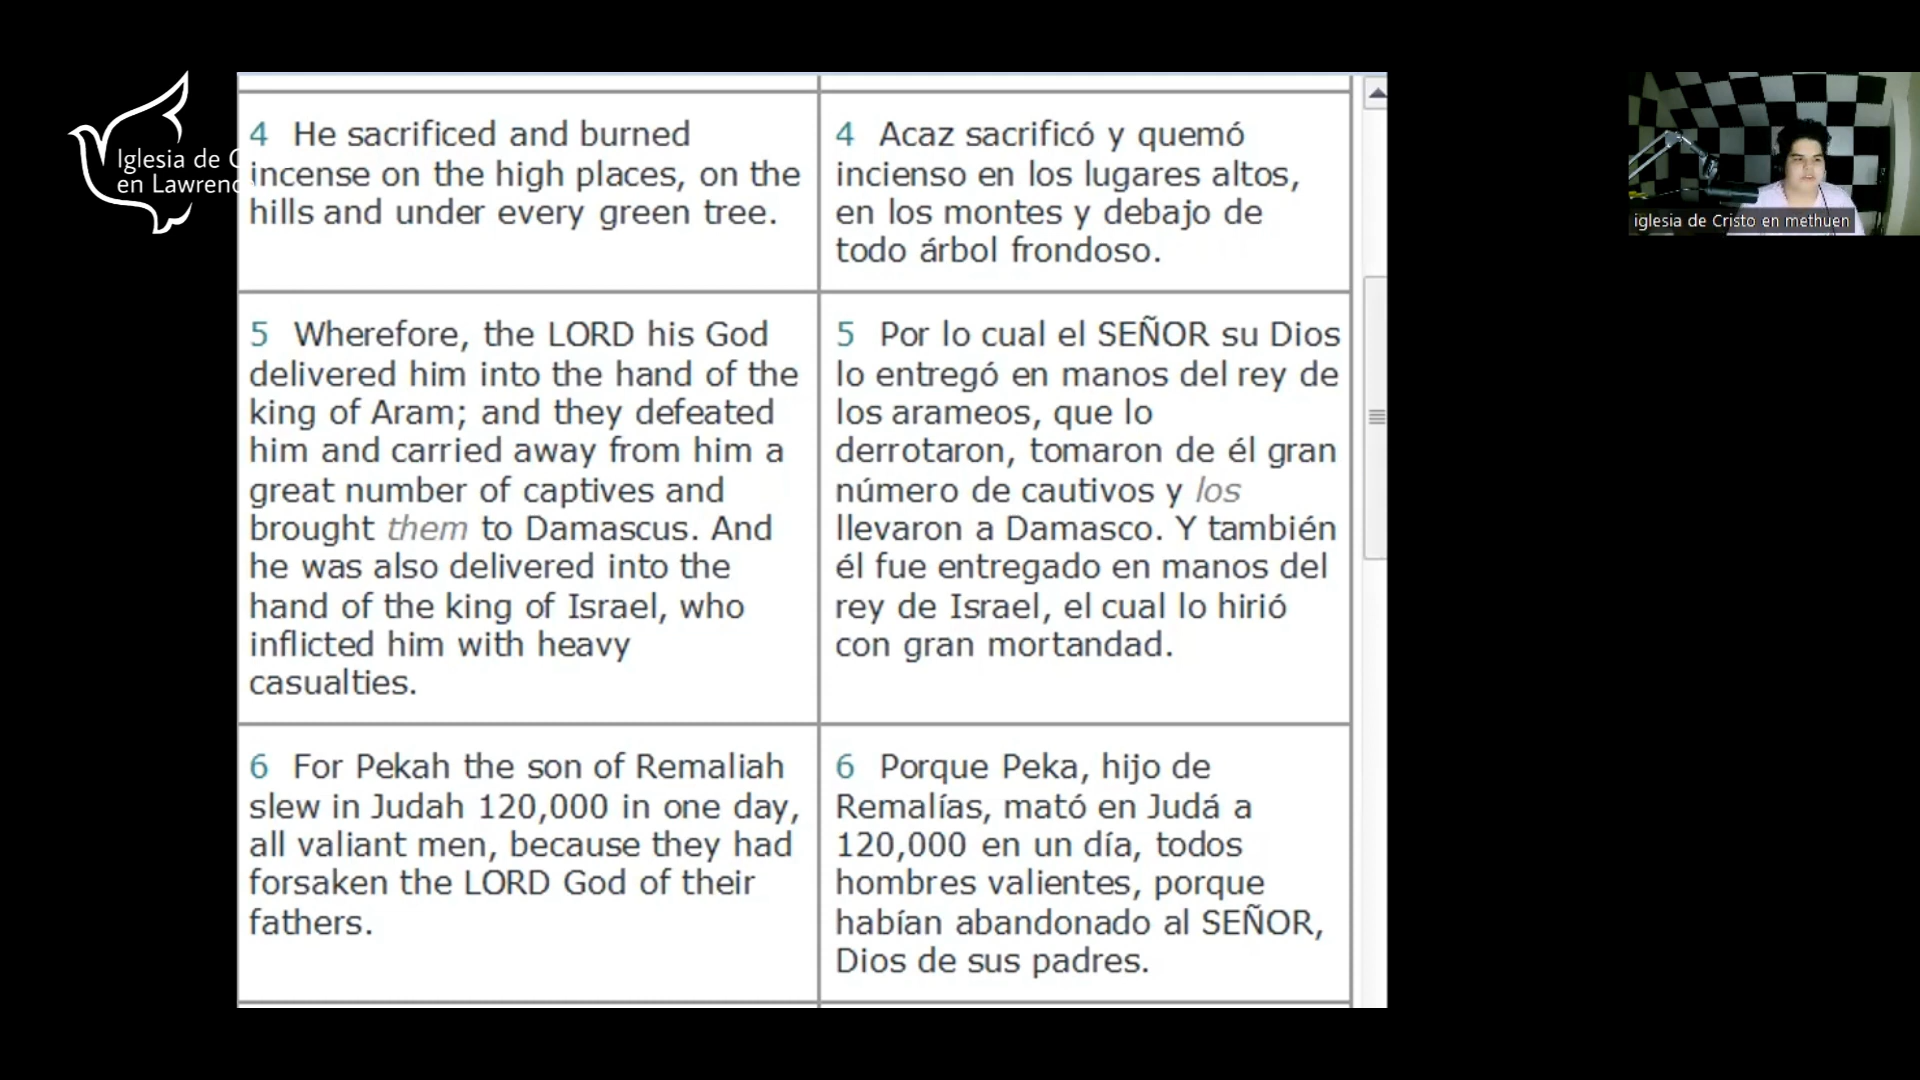 Iglesia de C
en Lawrenc
4 He sacrificed and burned
incense on the high places, on the
hills and under every green tree.
4 Acaz sacrificó y quemó
incienso en los lugares altos,
en los montes y debajo de
todo árbol frondoso.
5 Wherefore, the LORD his God
delivered him into the hand of the
king of Aram; and they defeated
him and carried away from him a
great number of captives and
brought them to Damascus. And
he was also delivered into the
hand of the king of Israel, who
inflicted him with heavy
casualties.
5 Por lo cual el SEÑOR su Dios
lo entregó en manos del rey de
los arameos, que lo
derrotaron, tomaron de él gran
número de cautivos y los
llevaron a Damasco. Y también
él fue entregado en manos del
rey de Israel, el cual lo hirió
con gran mortandad.
6 For Pekah the son of Remaliah
slew in Judah 120,000 in one day,
all valiant men, because they had
forsaken the LORD God of their
fathers.
6 Porque Peka, hijo de
Remalías, mató en Judá a
120,000 en un día, todos
hombres valientes, porque
habían abandonado al SEÑOR,
Dios de sus padres.
iglesia de Cristo en methuen